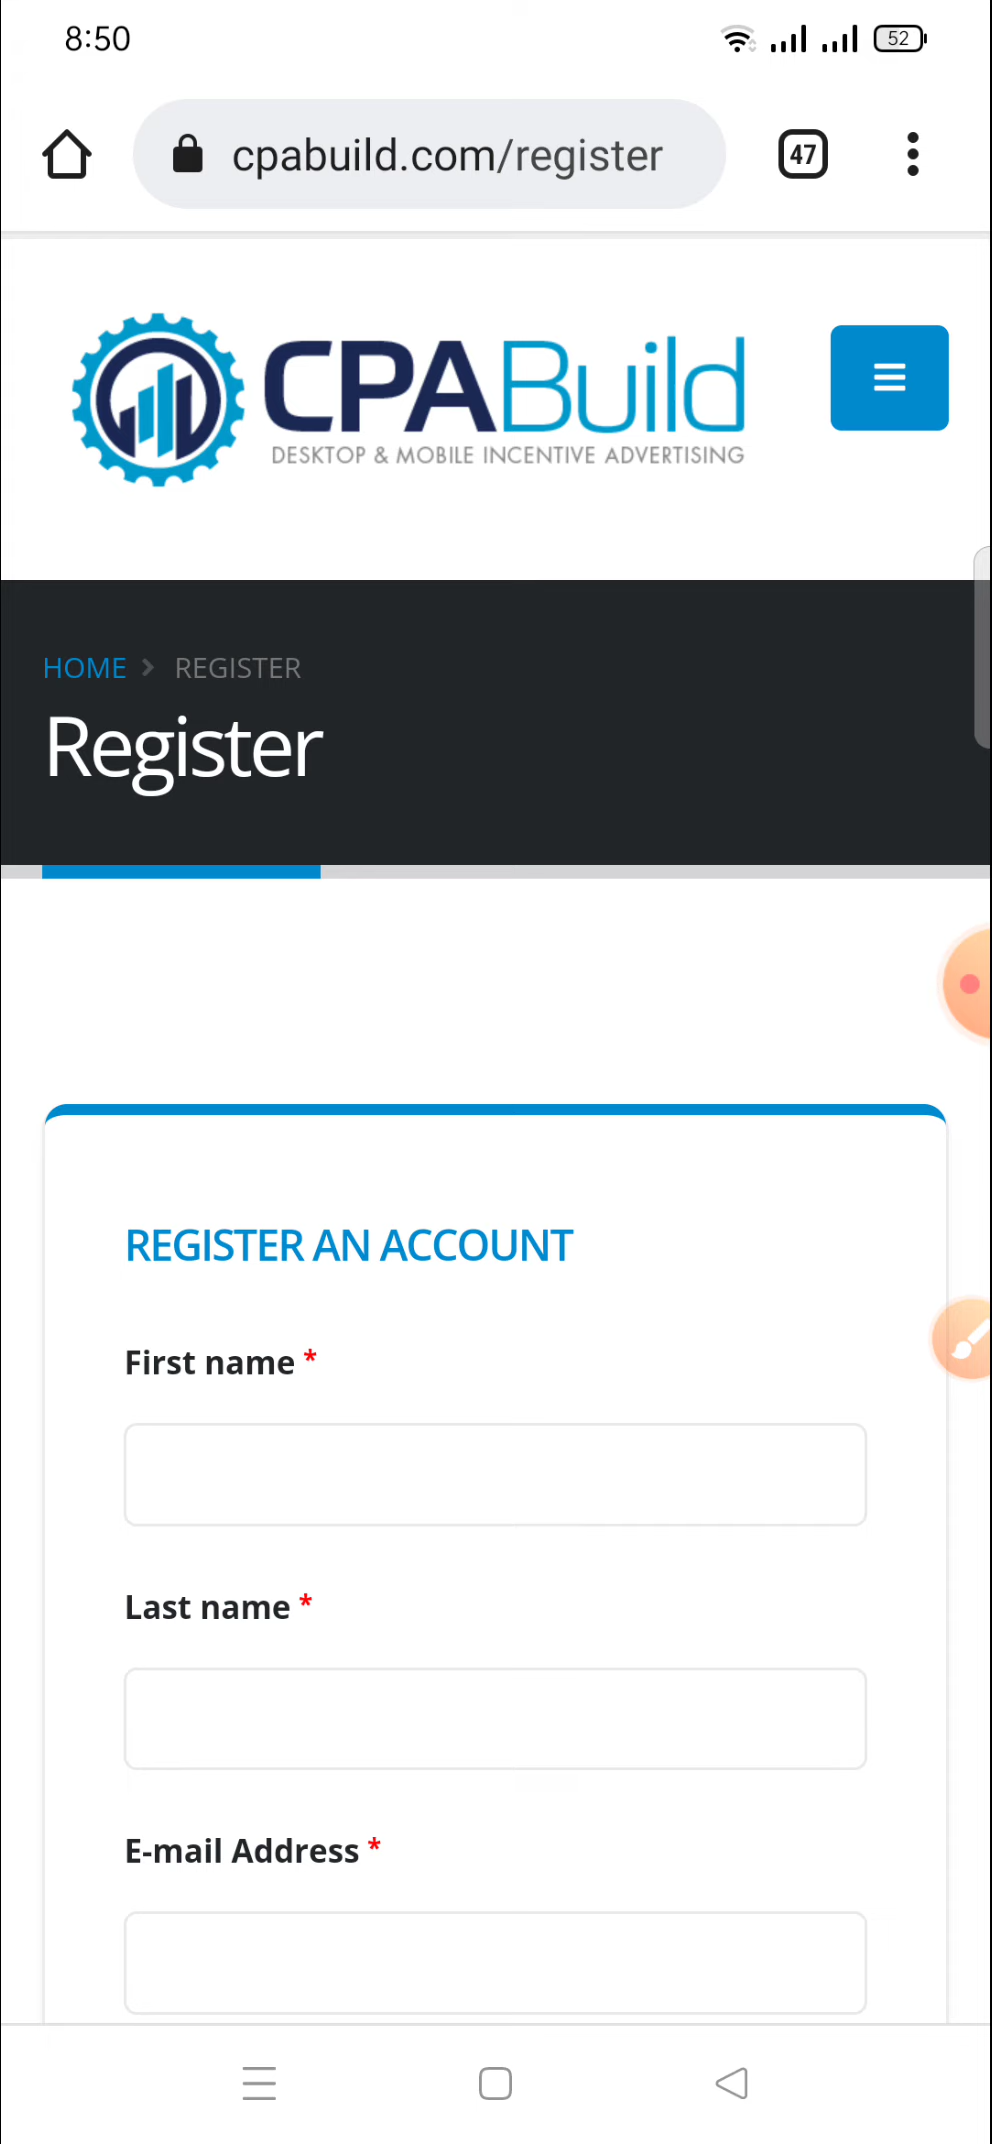 8:50
52
cpabuild.com/register
47
CPABuild
DESKTOP & MOBILE INCENTIVE ADVERTISING
HOME > REGISTER
Register
REGISTER AN ACCOUNT
First name *
Last name *
E-mail Address *